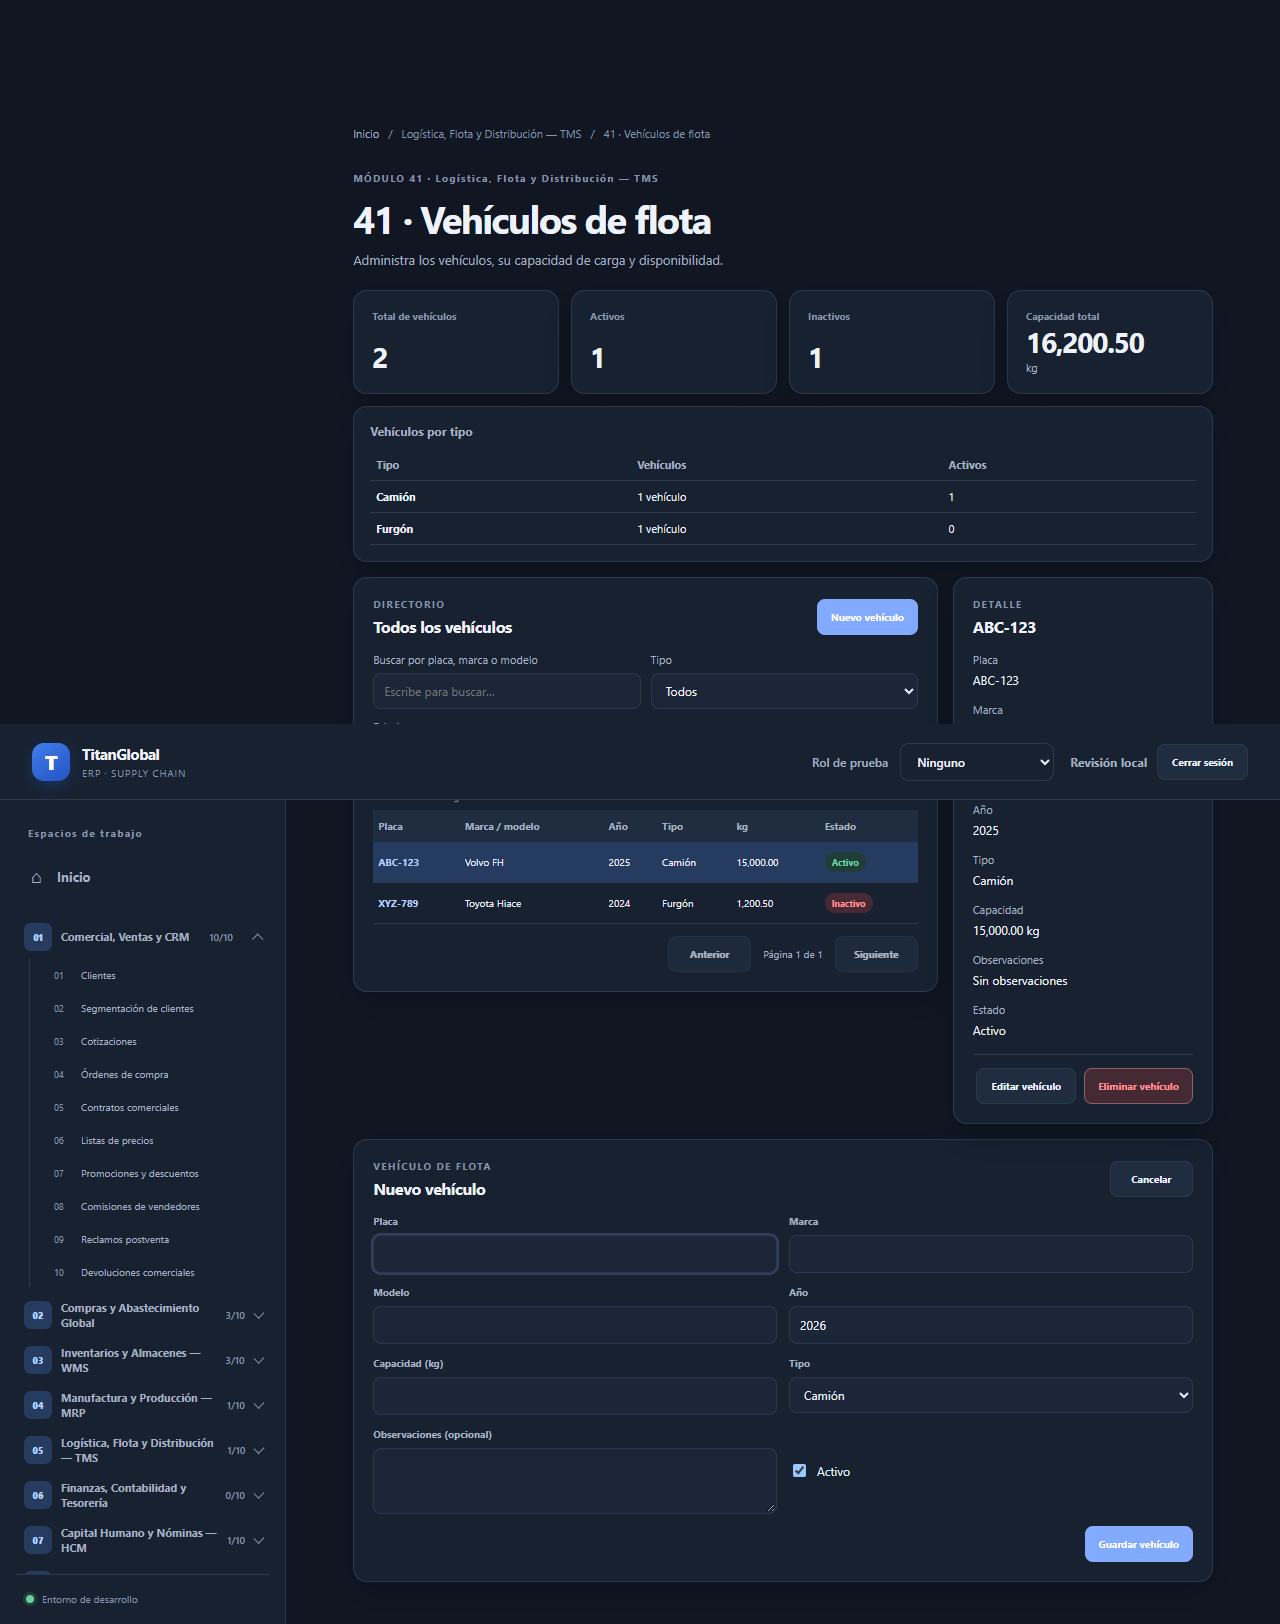 Inicio / Logística, Flota y Distribución — TMS / 41 · Vehículos de flota
MÓDULO 41 · Logística, Flota y Distribución — TMS
41 · Vehículos de flota
Administra los vehículos, su capacidad de carga y disponibilidad.
Total de vehículos
2
Activos
1
Inactivos
1
Capacidad total
16,200.50
kg
Vehículos por tipo
Tipo Vehículos Activos
Camión 1 vehículo 1
Furgón 1 vehículo 0
DIRECTORIO
Todos los vehículos
Nuevo vehículo
Buscar por placa, marca o modelo
Escribe para buscar...
Tipo
Todos
DETALLE
ABC-123
Placa
ABC-123
Marca
T
TitanGlobal
ERP · SUPPLY CHAIN
Rol de prueba
Ninguno
Revisión local
Cerrar sesión
Placa Marca / modelo Año Tipo kg Estado
ABC-123 Volvo FH 2025 Camión 15,000.00 Activo
XYZ-789 Toyota Hiace 2024 Furgón 1,200.50 Inactivo
Anterior
Página 1 de 1
Siguiente
Año
2025
Tipo
Camión
Capacidad
15,000.00 kg
Observaciones
Sin observaciones
Estado
Activo
Editar vehículo
Eliminar vehículo
Espacios de trabajo
Inicio
01 Comercial, Ventas y CRM 10/10
01 Clientes
02 Segmentación de clientes
03 Cotizaciones
04 Órdenes de compra
05 Contratos comerciales
06 Listas de precios
07 Promociones y descuentos
08 Comisiones de vendedores
09 Reclamos postventa
10 Devoluciones comerciales
02 Compras y Abastecimiento
Global 3/10
03 Inventarios y Almacenes —
WMS 3/10
04 Manufactura y Producción —
MRP 1/10
05 Logística, Flota y Distribución
— TMS 1/10
06 Finanzas, Contabilidad y
Tesorería 0/10
07 Capital Humano y Nóminas —
HCM 1/10
Entorno de desarrollo
VEHÍCULO DE FLOTA
Nuevo vehículo
Cancelar
Placa
Marca
Modelo
Año
2026
Capacidad (kg)
Tipo
Camión
Observaciones (opcional)
Activo
Guardar vehículo